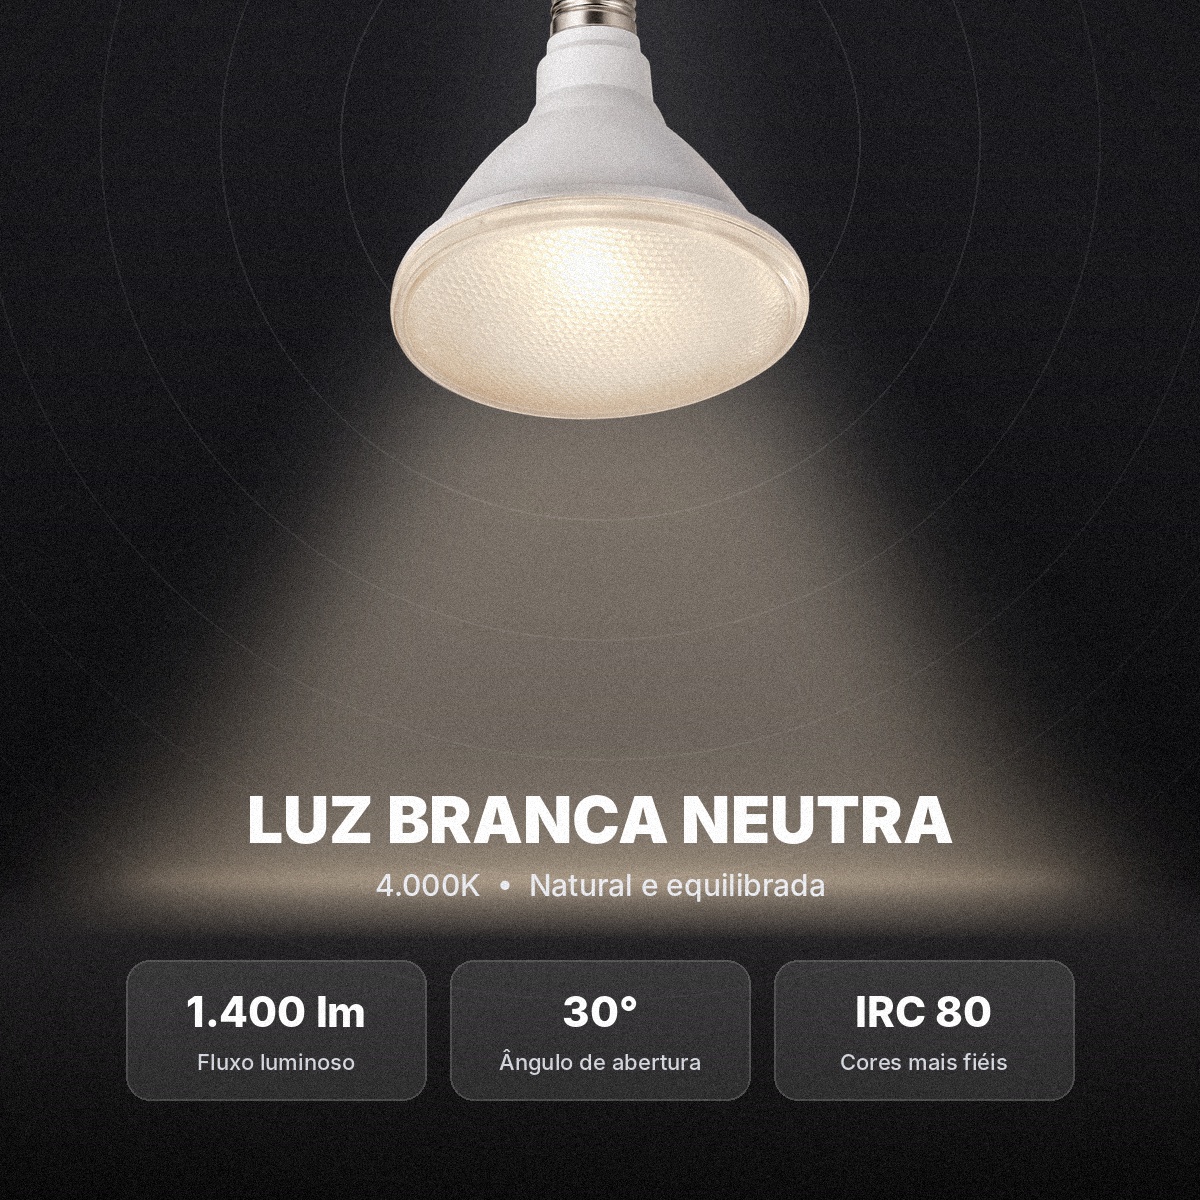 LUZ BRANCA NEUTRA
4.000K • Natural e equilibrada
1.400 lm
Fluxo luminoso
30°
Ângulo de abertura
IRC 80
Cores mais fiéis